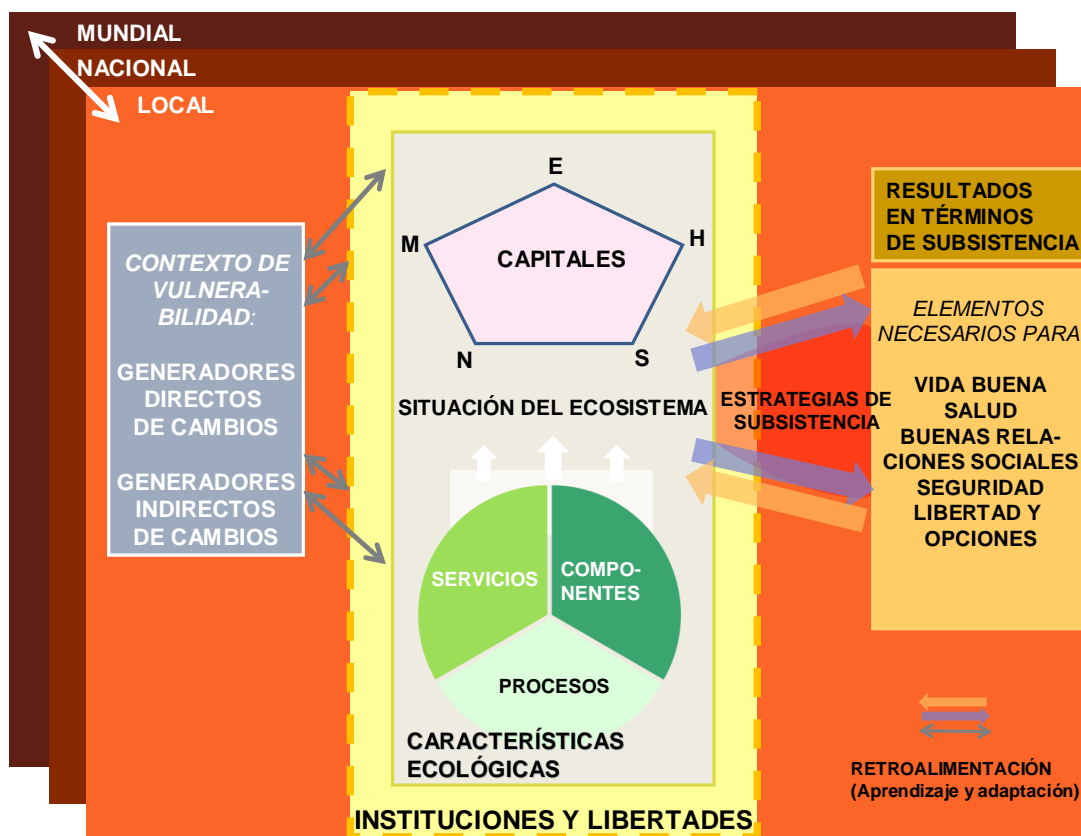 MUNDIAL
NACIONAL
LOCAL
CONTEXTO DE
VULNERA-
BILIDAD:
GENERADORES
DIRECTOS
DE CAMBIOS
GENERADORES
INDIRECTOS
DE CAMBIOS
E
M
H
CAPITALES
N
S
SITUACIÓN DEL ECOSISTEMA
SERVICIOS
COMPO-
NENTES
PROCESOS
CARACTERÍSTICAS
ECOLÓGICAS
INSTITUCIONES Y LIBERTADES
ESTRATEGIAS DE
SUBSISTENCIA
RESULTADOS
EN TÉRMINOS
DE SUBSISTENCIA
ELEMENTOS
NECESARIOS PARA
VIDA BUENA
SALUD
BUENAS RELA-
CIONES SOCIALES
SEGURIDAD
LIBERTAD Y
OPCIONES
RETROALIMENTACIÓN
(Aprendizaje y adaptación)